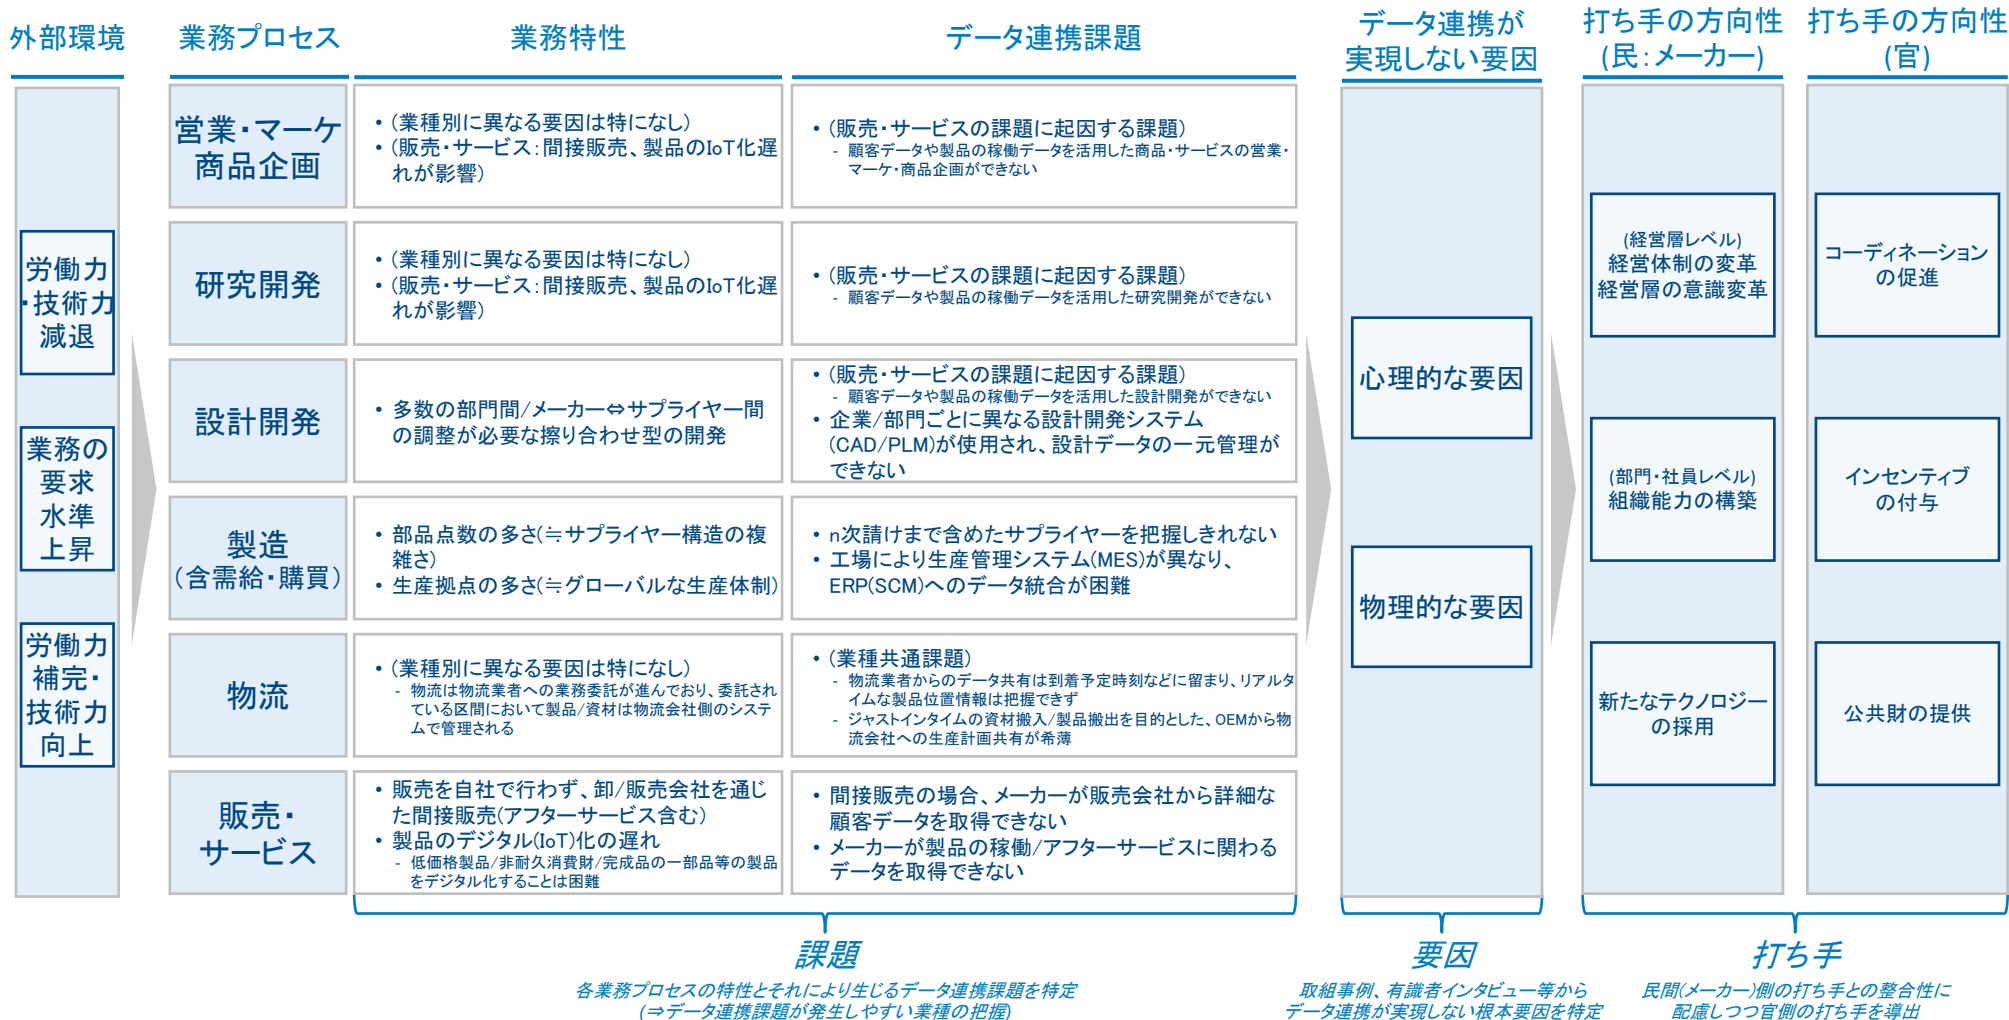 外部環境
業務プロセス
業務特性
データ連携課題
データ連携が
実現しない要因
打ち手の方向性
(民：メーカー)
打ち手の方向性
(官)
労働力
・技術力
減退
業務の
要求
水準
上昇
労働力
補完・
技術力
向上
営業・マーケ
商品企画
• (業種別に異なる要因は特になし)
• (販売・サービス：間接販売、製品のIoT化遅
れが影響)
• (販売・サービスの課題に起因する課題)
- 顧客データや製品の稼働データを活用した商品・サービスの営業・
マーケ・商品企画ができない
研究開発
• (業種別に異なる要因は特になし)
• (販売・サービス：間接販売、製品のIoT化遅
れが影響)
• (販売・サービスの課題に起因する課題)
- 顧客データや製品の稼働データを活用した研究開発ができない
設計開発
• 多数の部門間/メーカー⇔サプライヤー間
の調整が必要な擦り合わせ型の開発
• (販売・サービスの課題に起因する課題)
- 顧客データや製品の稼働データを活用した設計開発ができない
• 企業/部門ごとに異なる設計開発システム
(CAD/PLM)が使用され、設計データの一元管理が
できない
製造
(含需給・購買)
• 部品点数の多さ(≒サプライヤー構造の複
雑さ)
• 生産拠点の多さ(≒グローバルな生産体制)
• n次請けまで含めたサプライヤーを把握しきれない
• 工場により生産管理システム(MES)が異なり、
ERP(SCM)へのデータ統合が困難
物流
• (業種別に異なる要因は特になし)
- 物流は物流業者への業務委託が進んでおり、委託され
ている区間において製品/資材は物流会社側のシステ
ムで管理される
• (業種共通課題)
- 物流業者からのデータ共有は到着予定時刻などに留まり、リアルタ
イムな製品位置情報は把握できず
- ジャストインタイムの資材搬入/製品搬出を目的とした、OEMから物
流会社への生産計画共有が希薄
販売・
サービス
• 販売を自社で行わず、卸/販売会社を通じ
た間接販売(アフターサービス含む)
• 製品のデジタル(IoT)化の遅れ
- 低価格製品/非耐久消費財/完成品の一部品等の製品
をデジタル化することは困難
• 間接販売の場合、メーカーが販売会社から詳細な
顧客データを取得できない
• メーカーが製品の稼働/アフターサービスに関わる
データを取得できない
心理的な要因
物理的な要因
(経営層レベル)
経営体制の変革
経営層の意識変革
(部門・社員レベル)
組織能力の構築
新たなテクノロジー
の採用
コーディネーション
の促進
インセンティブ
の付与
公共財の提供
課題
各業務プロセスの特性とそれにより生じるデータ連携課題を特定
(⇒データ連携課題が発生しやすい業種の把握)
要因
取組事例、有識者インタビュー等から
データ連携が実現しない根本要因を特定
打ち手
民間(メーカー)側の打ち手との整合性に
配慮しつつ官側の打ち手を導出